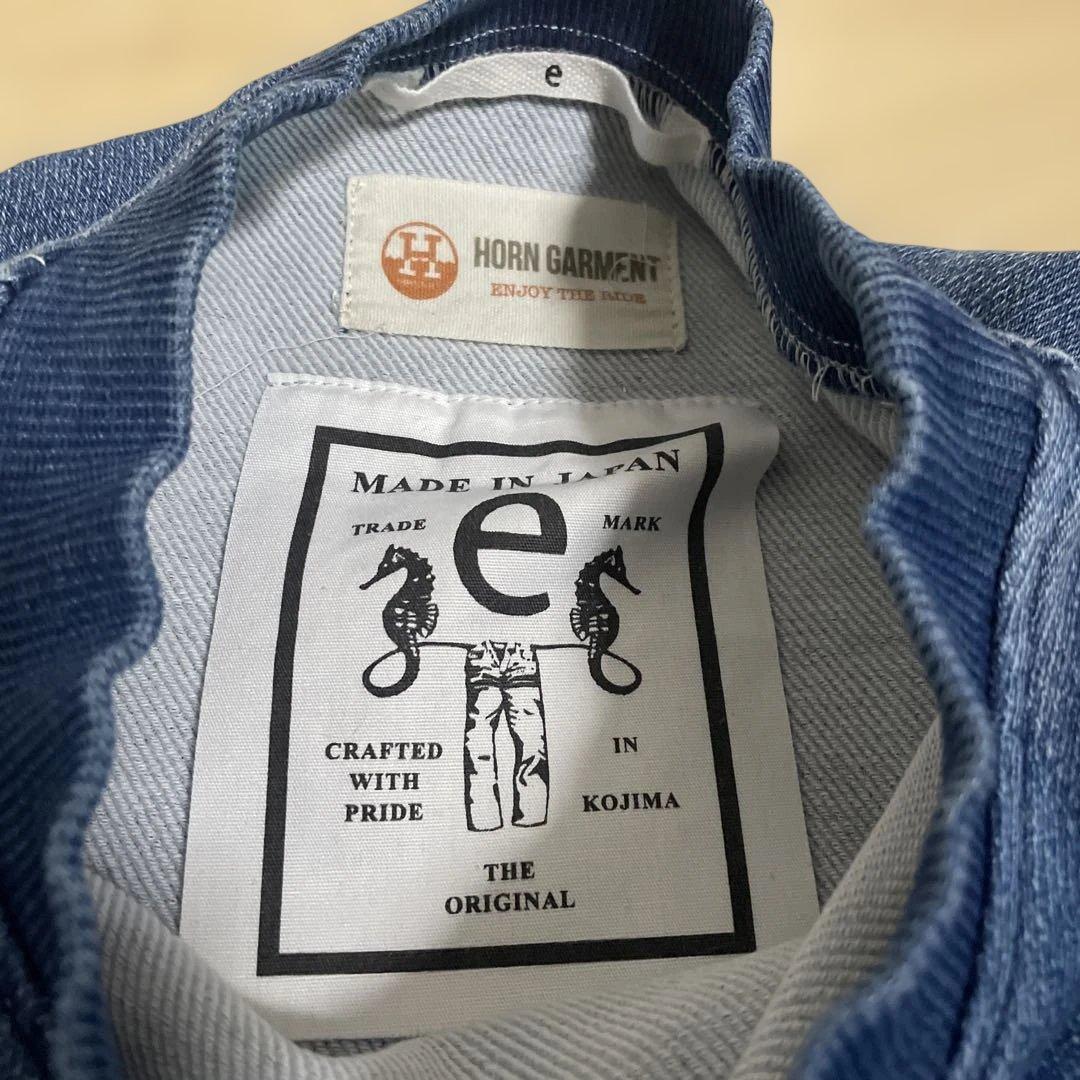 e
H
HORN GARMENT
ENJOY THE RIDE
MADE IN JAPAN
TRADE e MARK
CRAFTED
WITH
PRIDE
IN
KOJIMA
THE
ORIGINAL